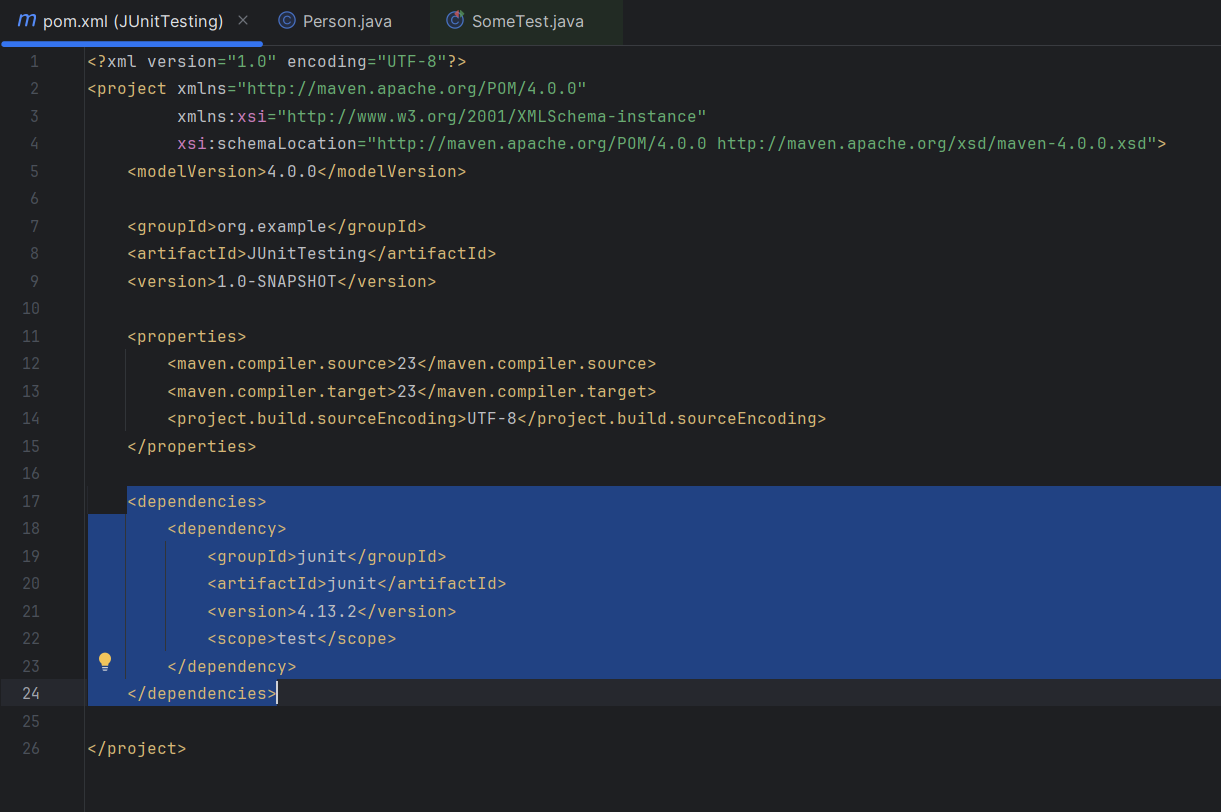 m pom.xml (JUnitTesting) × © Person.java © SomeTest.java
1 <?xml version="1.0" encoding="UTF-8"?>
2 <project xmlns="http://maven.apache.org/POM/4.0.0"
3 xmlns:xsi="http://www.w3.org/2001/XMLSchema-instance"
4 xsi:schemaLocation="http://maven.apache.org/POM/4.0.0 http://maven.apache.org/xsd/maven-4.0.0.xsd">
5 <modelVersion>4.0.0</modelVersion>
6
7 <groupId>org.example</groupId>
8 <artifactId>JUnitTesting</artifactId>
9 <version>1.0-SNAPSHOT</version>
10
11 <properties>
12 <maven.compiler.source>23</maven.compiler.source>
13 <maven.compiler.target>23</maven.compiler.target>
14 <project.build.sourceEncoding>UTF-8</project.build.sourceEncoding>
15 </properties>
16
17 <dependencies>
18 <dependency>
19 <groupId>junit</groupId>
20 <artifactId>junit</artifactId>
21 <version>4.13.2</version>
22 <scope>test</scope>
23 </dependency>
24 </dependencies>
25
26 </project>